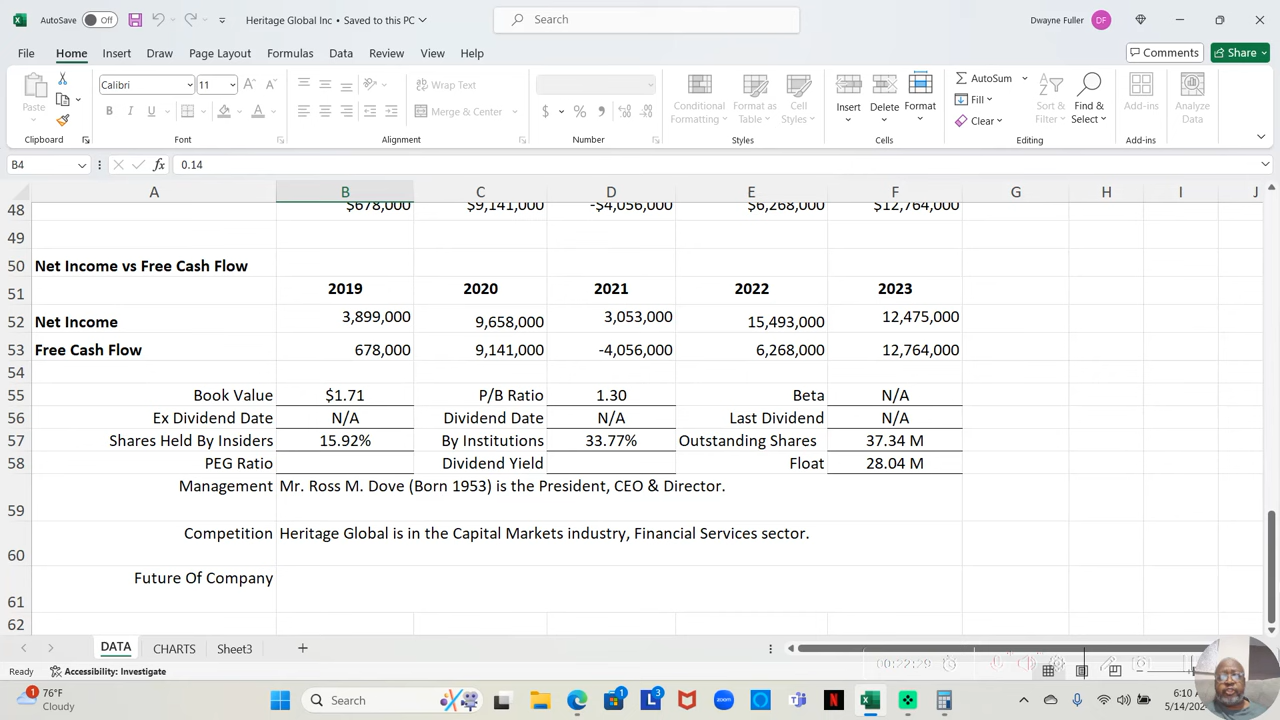 AutoSave Off Heritage Global Inc • Saved to this PC Search Dwayne Fuller DF
File Home Insert Draw Page Layout Formulas Data Review View Help Comments Share
Paste Calibri 11 Wrap Text AutoSum
B I U Merge & Center $ % Conditional Formatting Format as Table Cell Styles Insert Delete Format Fill Sort & Filter Find & Select Add-ins Analyze Data
Clear
Clipboard Font Alignment Number Styles Cells Editing Add-ins
B4 fx 0.14
A B C D E F G H I J
48 $678,000 $9,141,000 -$4,056,000 $6,268,000 $12,764,000
49
50 Net Income vs Free Cash Flow
51 2019 2020 2021 2022 2023
52 Net Income 3,899,000 9,658,000 3,053,000 15,493,000 12,475,000
53 Free Cash Flow 678,000 9,141,000 -4,056,000 6,268,000 12,764,000
54
55 Book Value $1.71 P/B Ratio 1.30 Beta N/A
56 Ex Dividend Date N/A Dividend Date N/A Last Dividend N/A
57 Shares Held By Insiders 15.92% By Institutions 33.77% Outstanding Shares 37.34 M
58 PEG Ratio Dividend Yield Float 28.04 M
59 Management Mr. Ross M. Dove (Born 1953) is the President, CEO & Director.
60 Competition Heritage Global is in the Capital Markets industry, Financial Services sector.
61 Future Of Company
62
DATA CHARTS Sheet3
Ready Accessibility: Investigate 00:22:29
1 76°F Cloudy Search 1 3 zoom N 6:10
5/14/